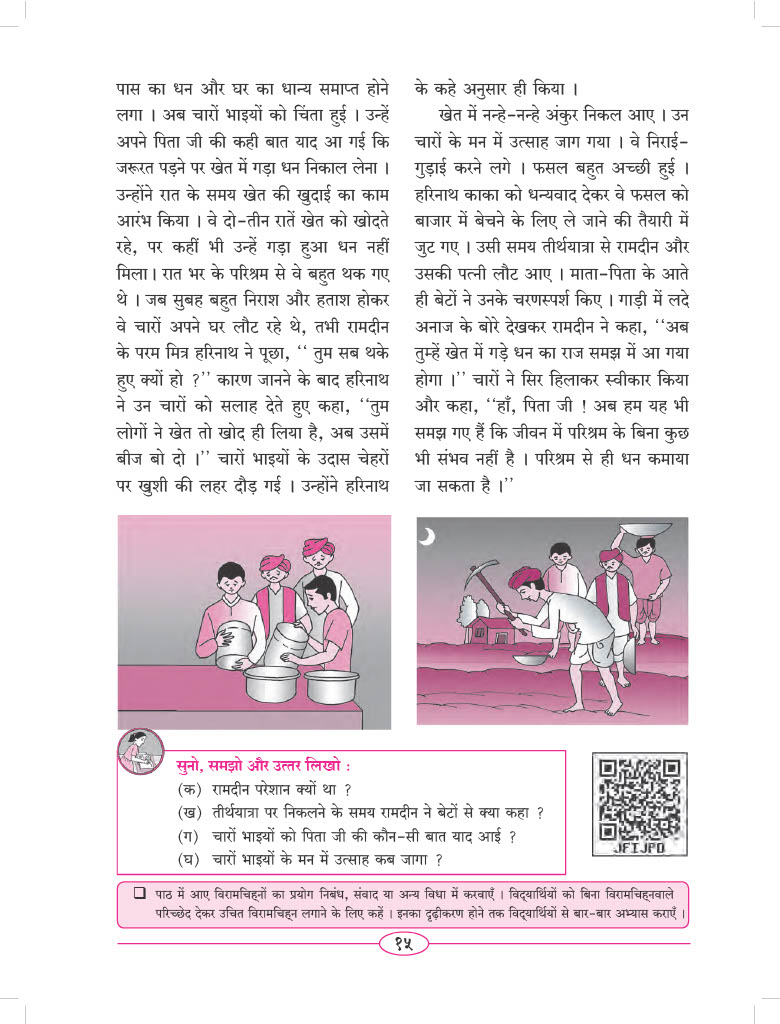 पास का धन और घर का धान्य समाप्त होने
लगा । अब चारों भाइयों को चिंता हुई । उन्हें
अपने पिता जी की कही बात याद आ गई कि
जरूरत पड़ने पर खेत में गड़ा धन निकाल लेना ।
उन्होंने रात के समय खेत की खुदाई का काम
आरंभ किया । वे दो-तीन रातें खेत को खोदते
रहे, पर कहीं भी उन्हें गड़ा हुआ धन नहीं
मिला । रात भर के परिश्रम से वे बहुत थक गए
थे । जब सुबह बहुत निराश और हताश होकर
वे चारों अपने घर लौट रहे थे, तभी रामदीन
के परम मित्र हरिनाथ ने पूछा, ‘‘ तुम सब थके
हुए क्यों हो ?’’ कारण जानने के बाद हरिनाथ
ने उन चारों को सलाह देते हुए कहा, ‘‘तुम
लोगों ने खेत तो खोद ही लिया है, अब उसमें
बीज बो दो ।’’ चारों भाइयों के उदास चेहरों
पर खुशी की लहर दौड़ गई । उन्होंने हरिनाथ
के कहे अनुसार ही किया ।
खेत में नन्हे-नन्हे अंकुर निकल आए । उन
चारों के मन में उत्साह जाग गया । वे निराई-
गुड़ाई करने लगे । फसल बहुत अच्छी हुई ।
हरिनाथ काका को धन्यवाद देकर वे फसल को
बाजार में बेचने के लिए ले जाने की तैयारी में
जुट गए । उसी समय तीर्थयात्रा से रामदीन और
उसकी पत्नी लौट आए । माता-पिता के आते
ही बेटों ने उनके चरणस्पर्श किए । गाड़ी में लदे
अनाज के बोरे देखकर रामदीन ने कहा, ‘‘अब
तुम्हें खेत में गड़े धन का राज समझ में आ गया
होगा ।’’ चारों ने सिर हिलाकर स्वीकार किया
और कहा, ‘‘हाँ, पिता जी ! अब हम यह भी
समझ गए हैं कि जीवन में परिश्रम के बिना कुछ
भी संभव नहीं है । परिश्रम से ही धन कमाया
जा सकता है ।’’
सुनो, समझो और उत्तर लिखो :
(क) रामदीन परेशान क्यों था ?
(ख) तीर्थयात्रा पर निकलने के समय रामदीन ने बेटों से क्या कहा ?
(ग) चारों भाइयों को पिता जी की कौन-सी बात याद आई ?
(घ) चारों भाइयों के मन में उत्साह कब जागा ?
JFIJPD
❑ पाठ में आए विरामचिह्नों का प्रयोग निबंध, संवाद या अन्य विधा में करवाएँ । विद्यार्थियों को बिना विरामचिह्नवाले
परिच्छेद देकर उचित विरामचिह्न लगाने के लिए कहें । इनका दृढ़ीकरण होने तक विद्यार्थियों से बार-बार अभ्यास कराएँ ।
१५